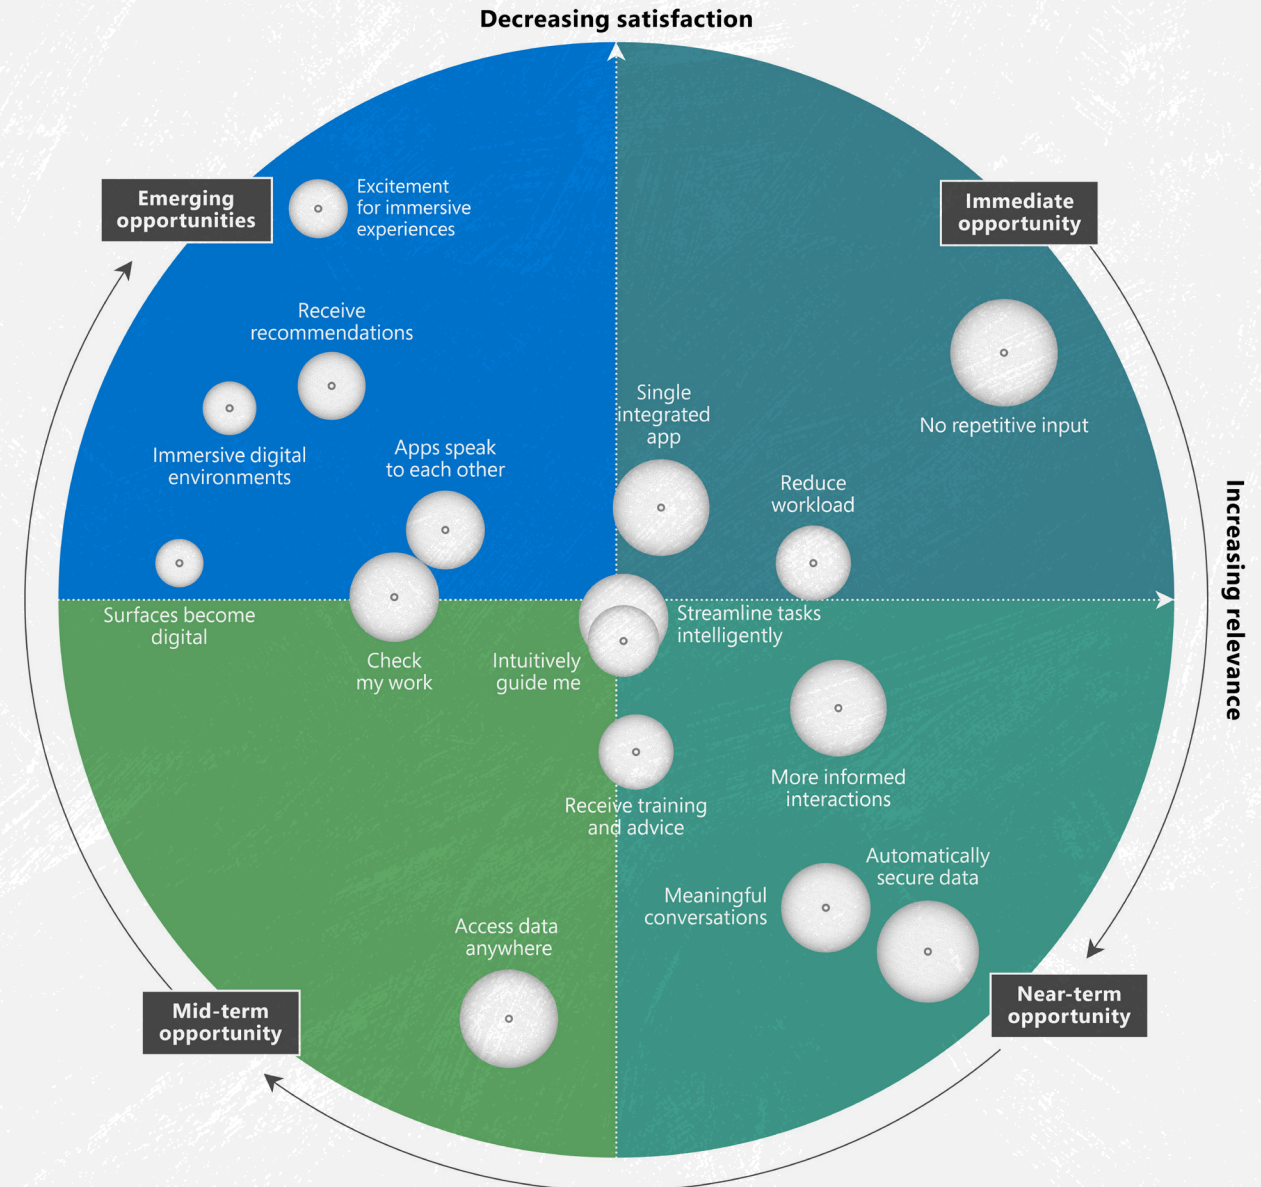 Decreasing satisfaction
Emerging
opportunities
Excitement
for immersive
experiences
Immediate
opportunity
Receive
recommendations
Immersive digital
environments
Apps speak
to each other
Single
integrated
app
No repetitive input
Reduce
workload
Increasing relevance
Surfaces become
digital
Check
my work
Intuitively
guide me
Streamline tasks
intelligently
More informed
interactions
Receive training
and advice
Automatically
secure data
Meaningful
conversations
Access data
anywhere
Mid-term
opportunity
Near-term
opportunity